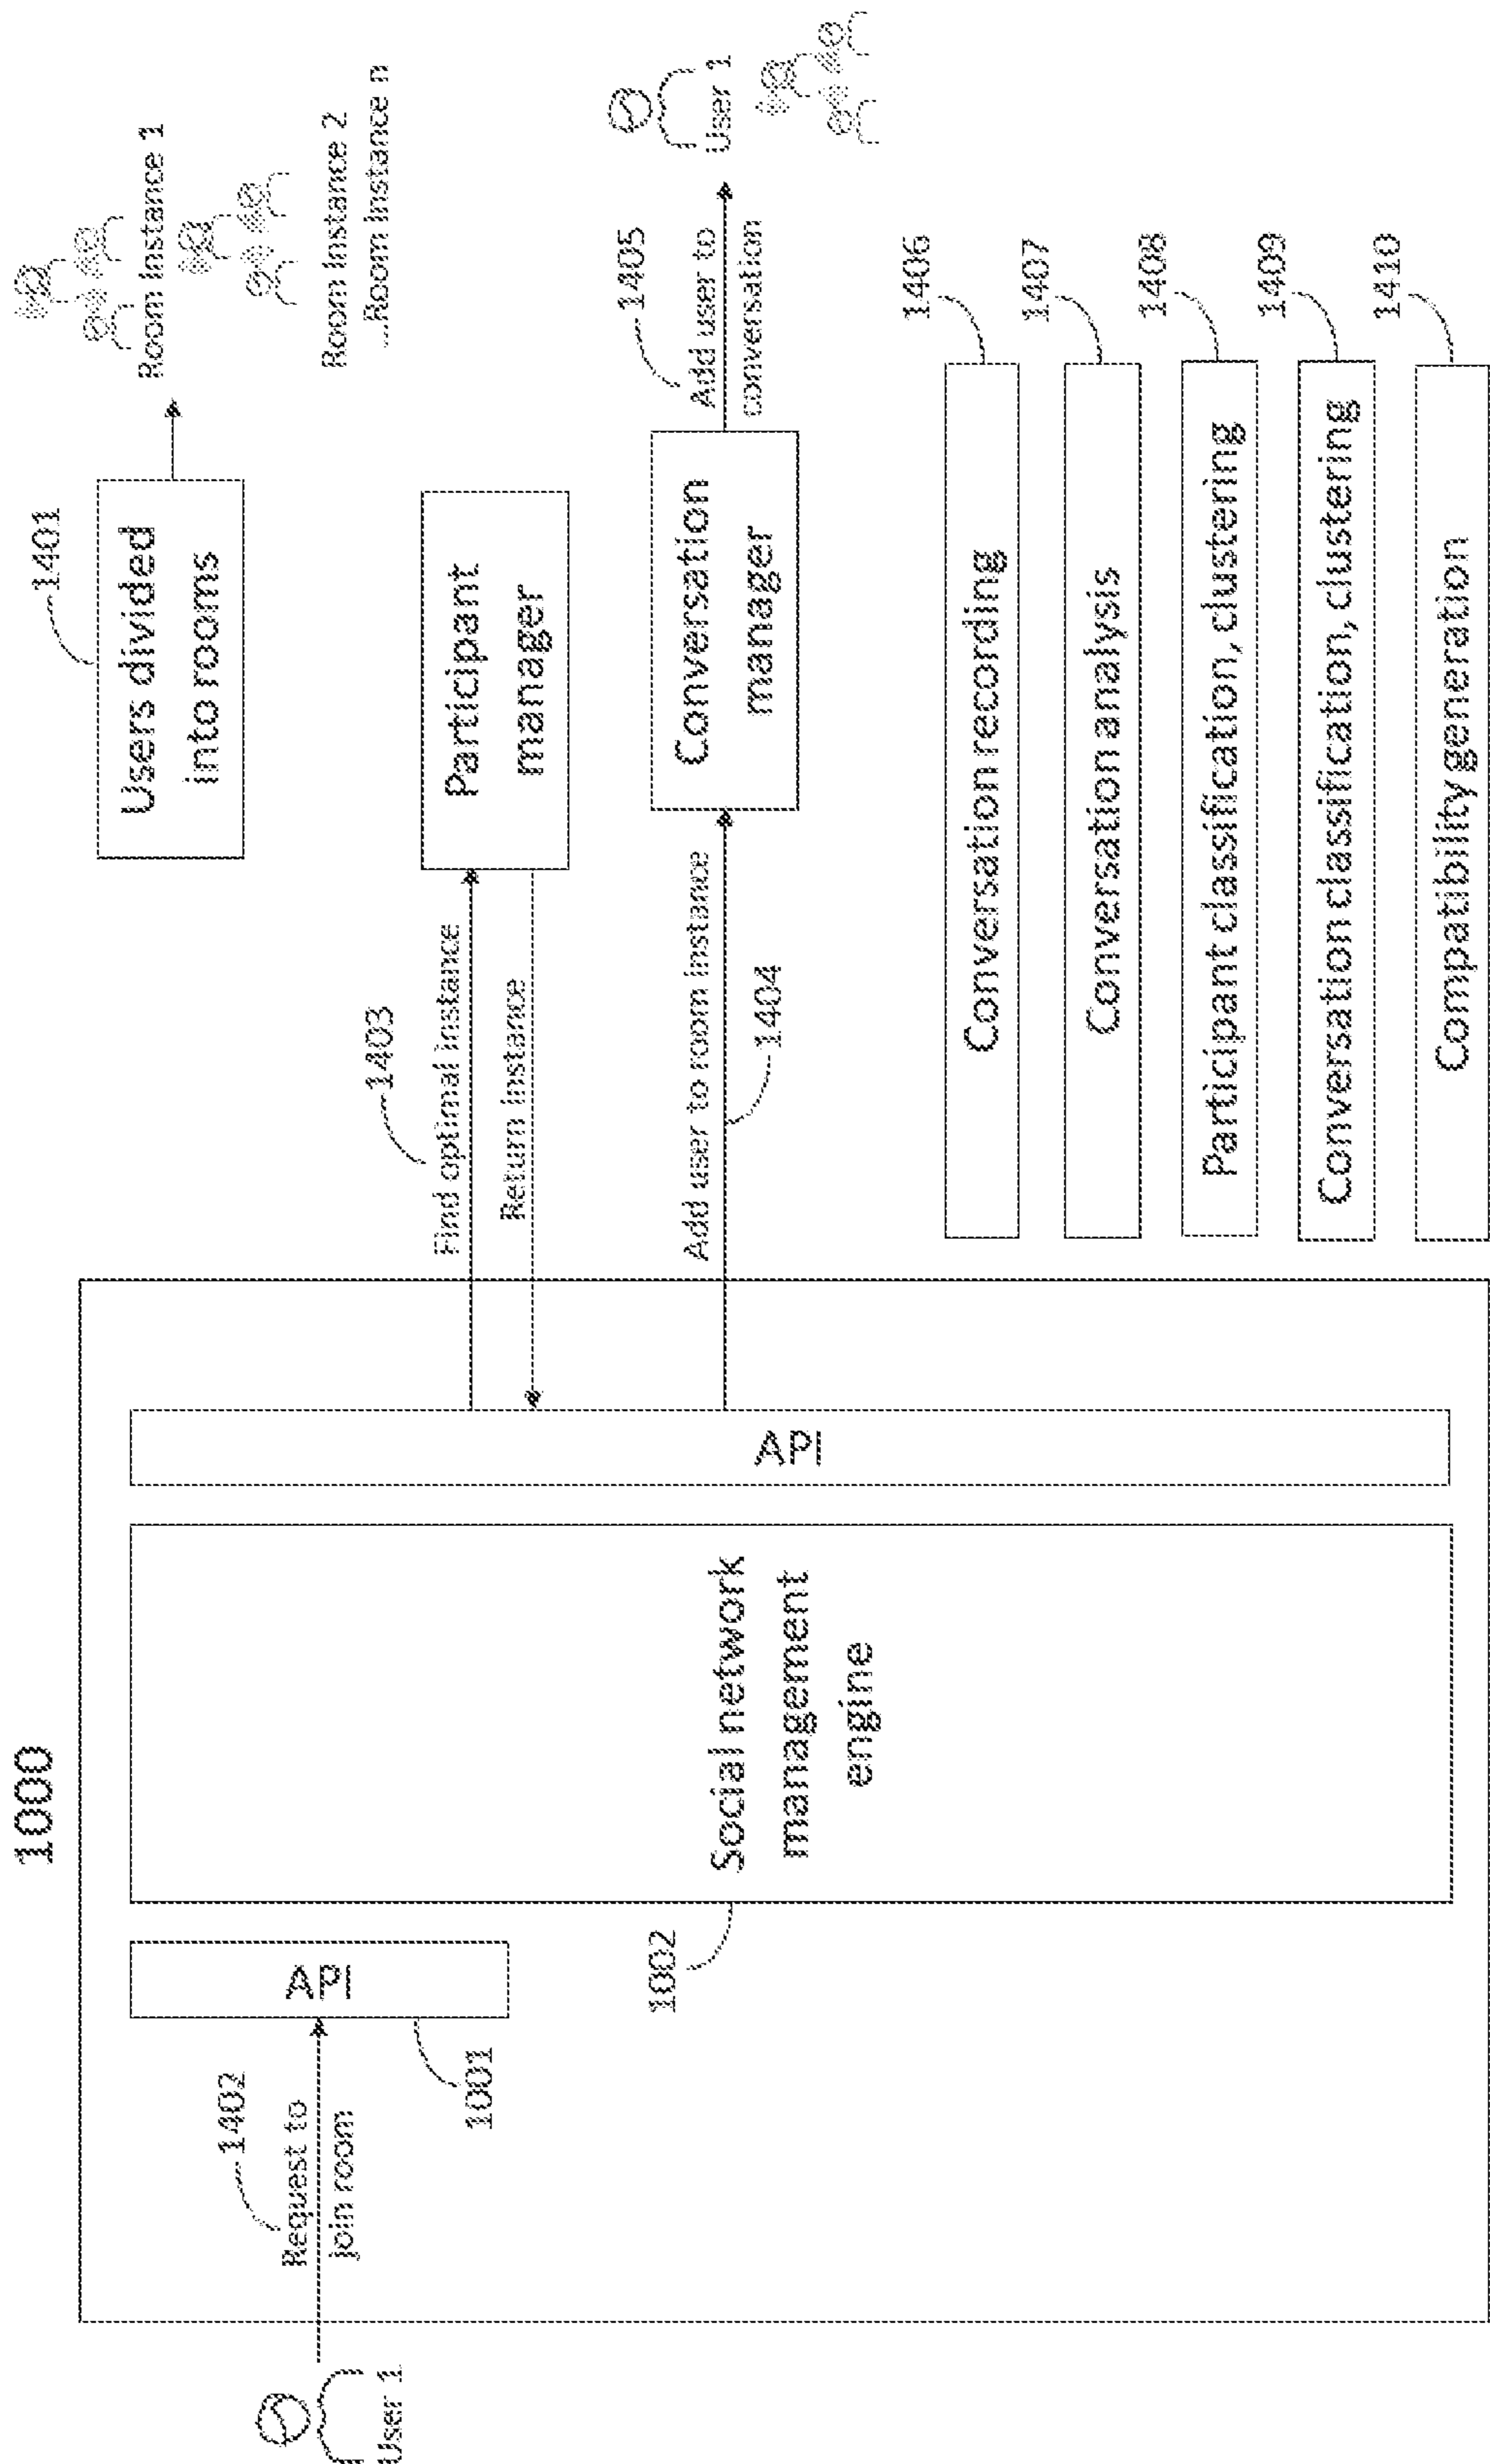 1000
User 1
1402
Request to
join room
API
1001
Social network
management
engine
1002
API
1401
Users divided
into rooms
Room Instance 1
Room Instance 2
...Room Instance n
1403
Find optimal instance
Return instance
Participant
manager
Add user to room instance
1404
Conversation
manager
1405
Add user to
conversation
User 1
Conversation recording
1406
Conversation analysis
1407
Participant classification, clustering
1408
Conversation classification, clustering
1409
Compatibility generation
1410